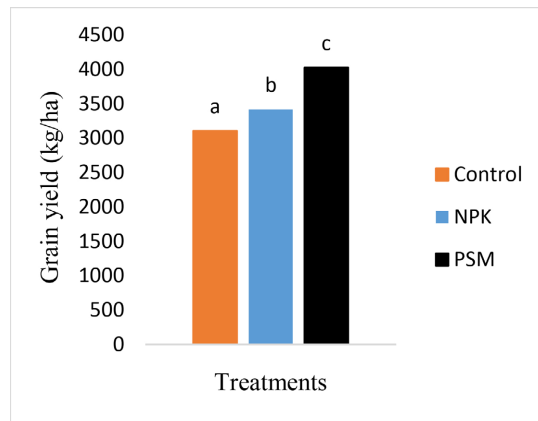 Grain yield (kg/ha)
4500
4000
3500
3000
2500
2000
1500
1000
500
0
a
b
c
Control
NPK
PSM
Treatments